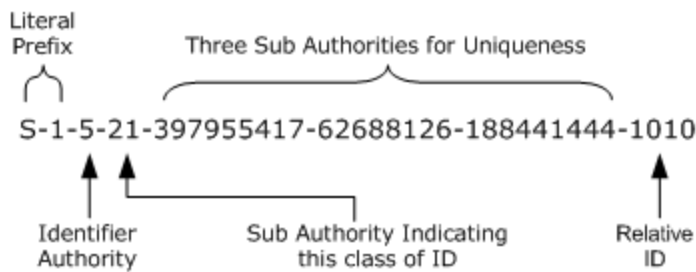 Literal
Prefix
Three Sub Authorities for Uniqueness
S-1-5-21-397955417-62688126-188441444-1010
Identifier
Authority
Sub Authority Indicating
this class of ID
Relative
ID